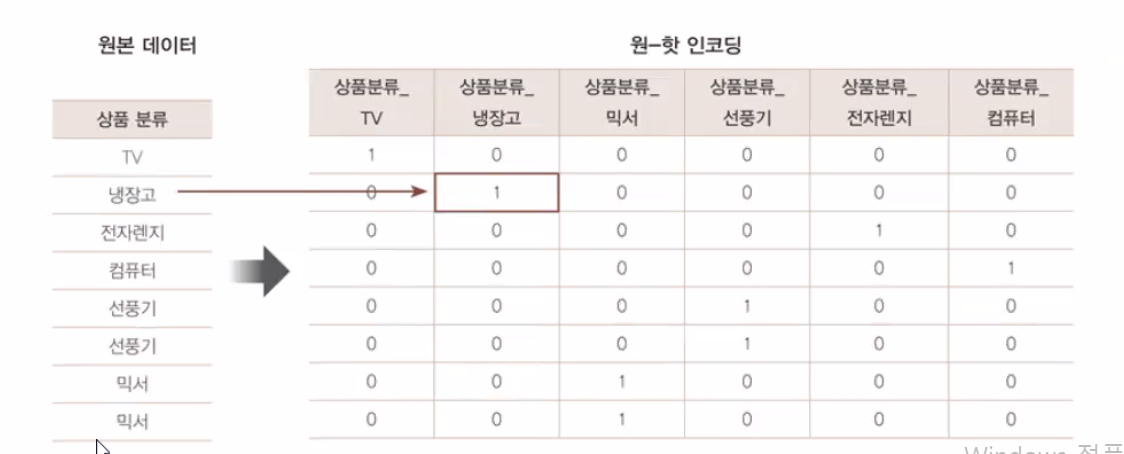 원본 데이터
상품 분류
TV
냉장고
전자렌지
컴퓨터
선풍기
선풍기
믹서
믹서
원-핫 인코딩
상품분류_ 상품분류_ 상품분류_ 상품분류_ 상품분류_ 상품분류_
TV 냉장고 믹서 선풍기 전자렌지 컴퓨터
1 0 0 0 0 0
0 1 0 0 0 0
0 0 0 0 1 0
0 0 0 0 0 1
0 0 0 1 0 0
0 0 0 1 0 0
0 0 1 0 0 0
0 0 1 0 0 0
Windows